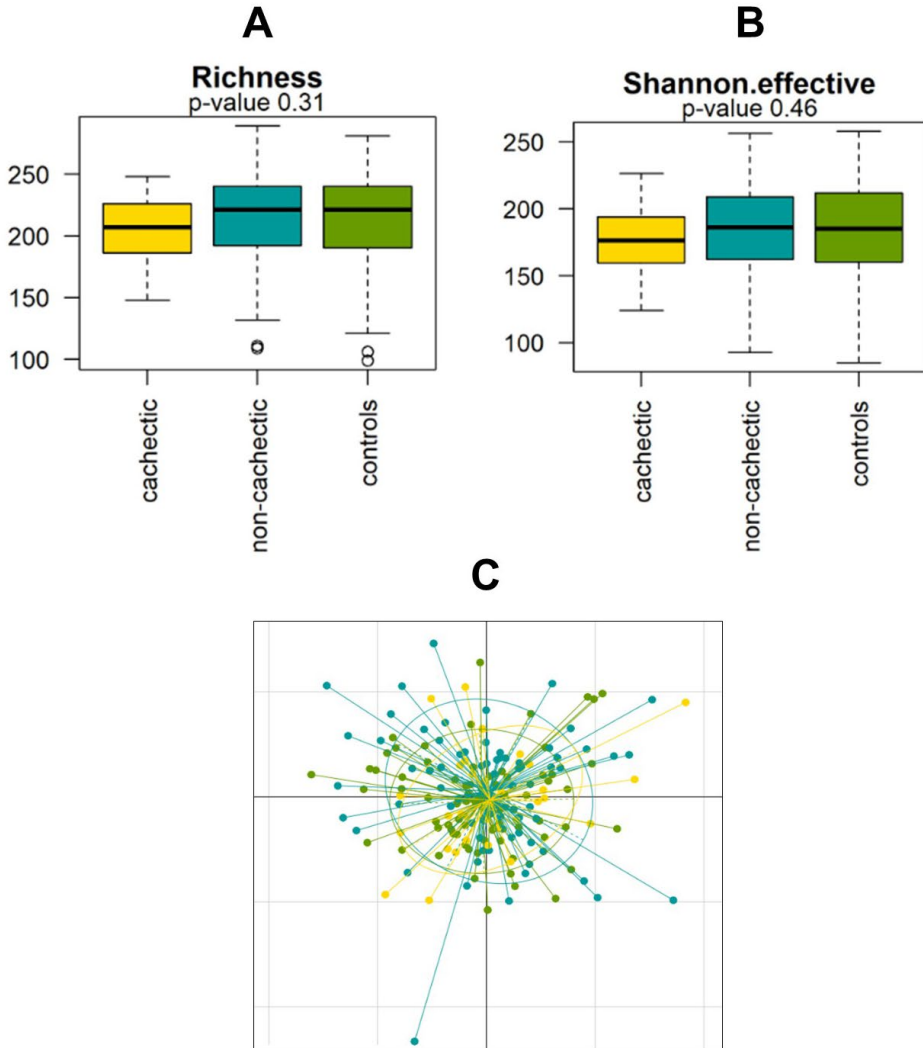 A
Richness
p-value 0.31
250
200
150
100
cachectic
non-cachectic
controls
B
Shannon.effective
p-value 0.46
250
200
150
100
cachectic
non-cachectic
controls
C